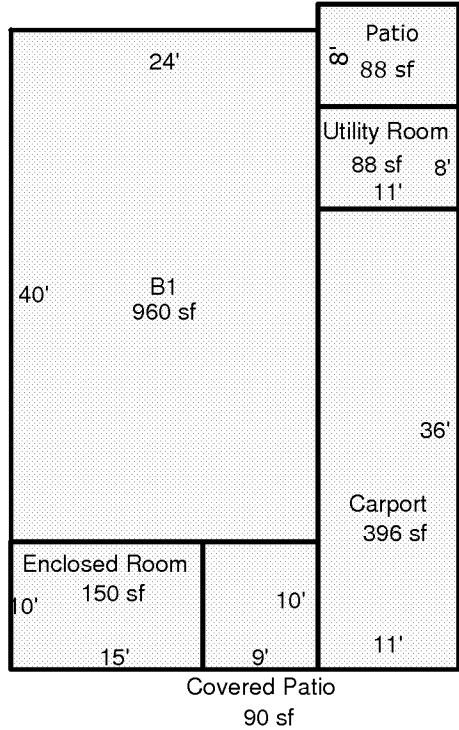 Patio
24'
8'
88 sf
Utility Room
88 sf
8'
11'
B1
40'
960 sf
36'
Carport
396 sf
Enclosed Room
150 sf
10'
10'
15'
9'
11'
Covered Patio
90 sf